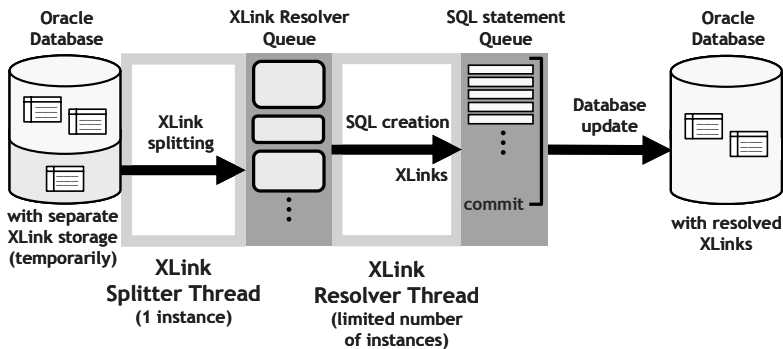 Oracle
Database
XLink Resolver
Queue
SQL statement
Queue
Oracle
Database
XLink
splitting
SQL creation
XLinks
Database
update
commit
with separate
XLink storage
(temporarily)
with resolved
XLinks
XLink
Splitter Thread
(1 instance)
XLink
Resolver Thread
(limited number
of instances)